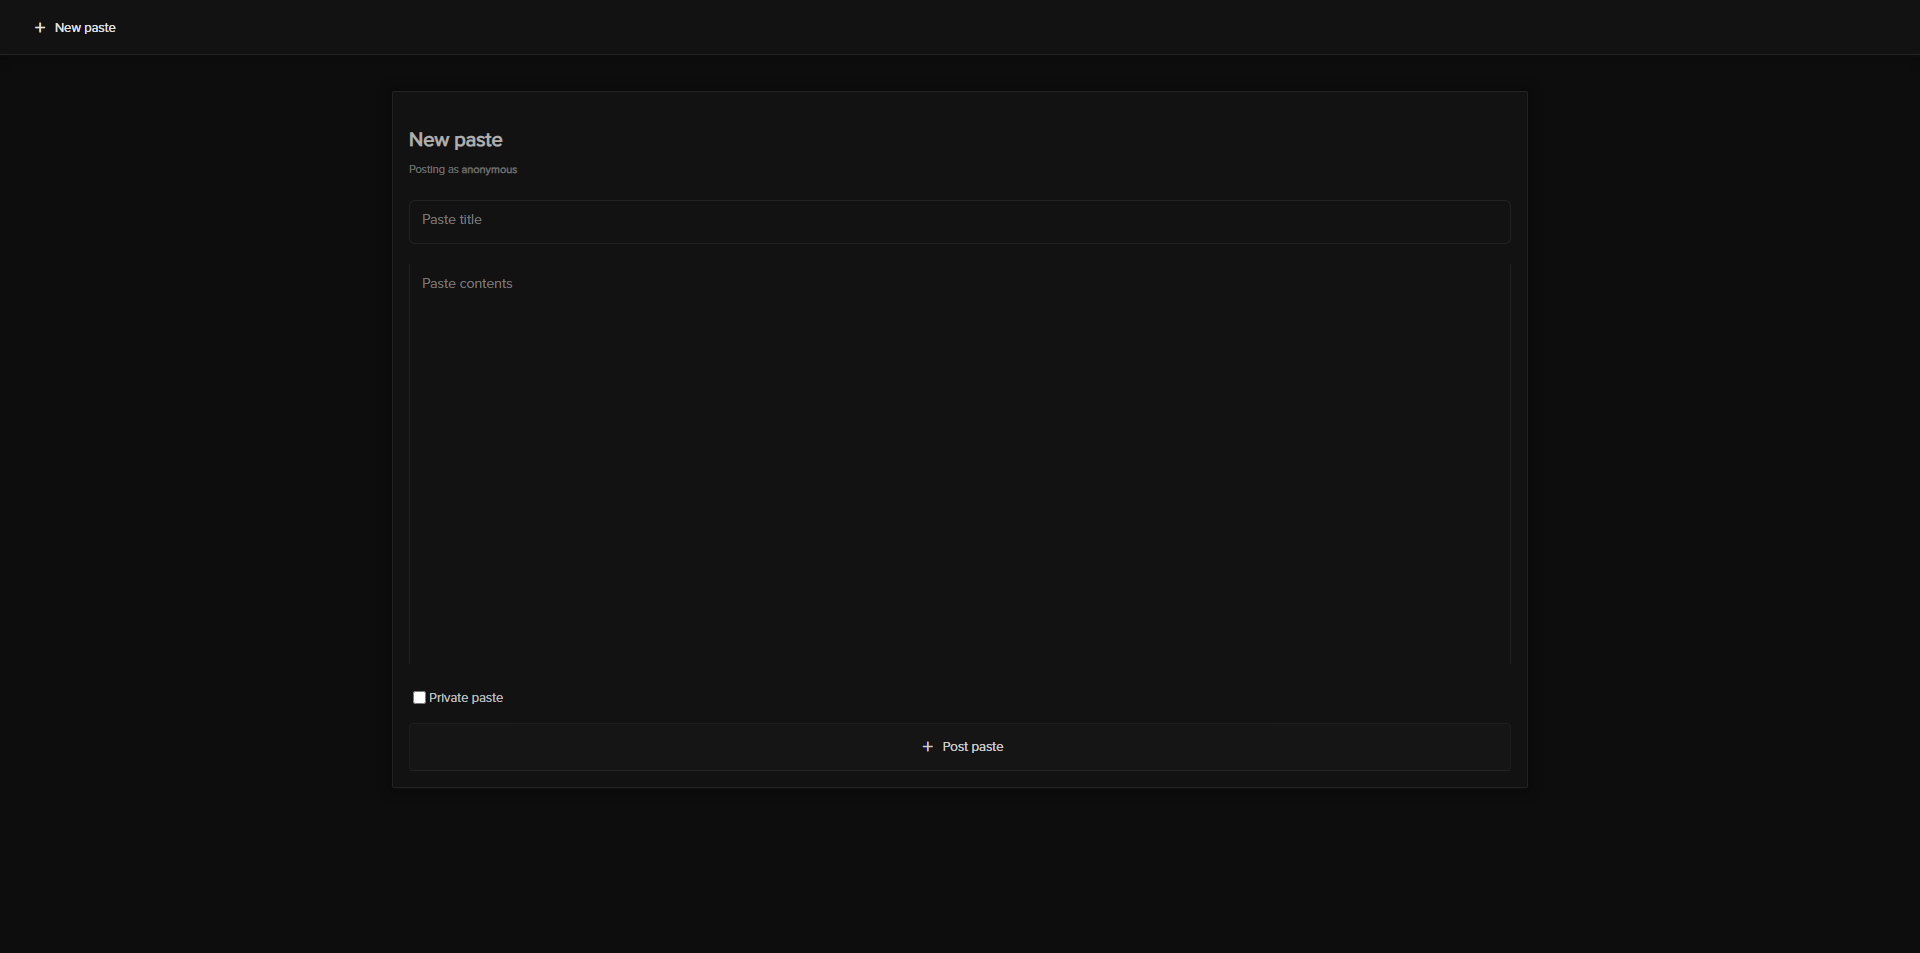 New paste
New paste
Posting as anonymous
Paste title
Paste contents
Private paste
Post paste